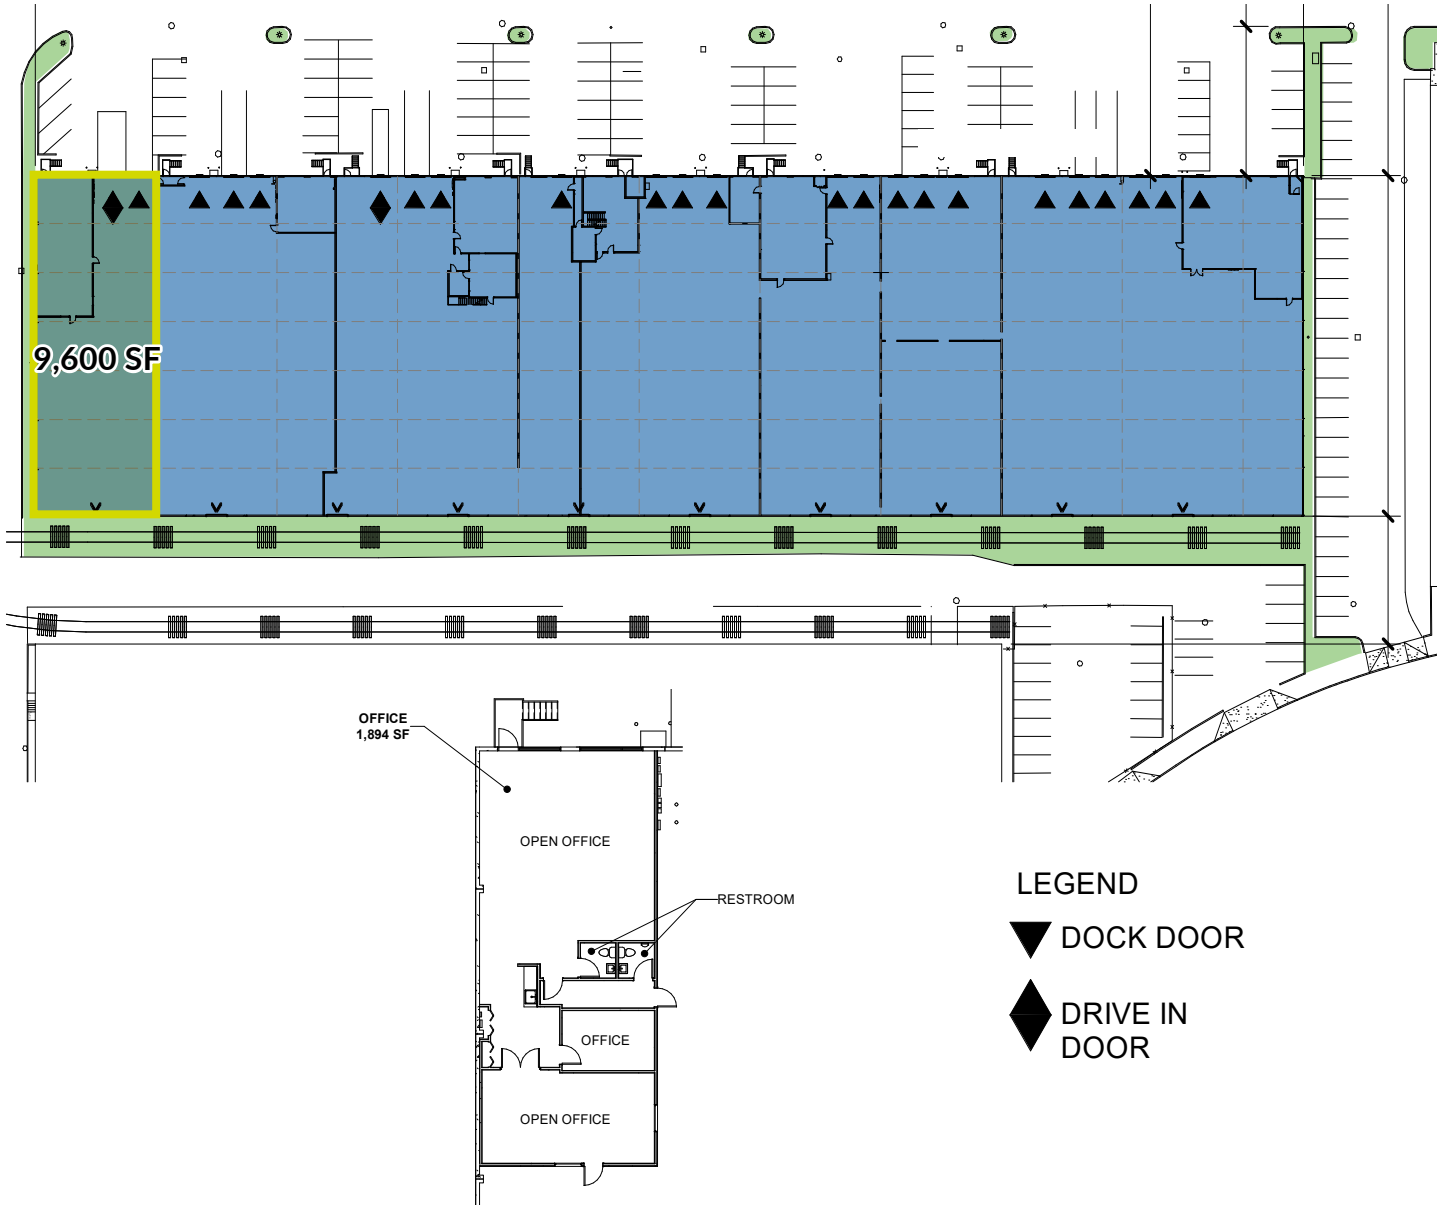 9,600 SF
OFFICE
1,894 SF
OPEN OFFICE
RESTROOM
OFFICE
OPEN OFFICE
LEGEND
DOCK DOOR
DRIVE IN
DOOR